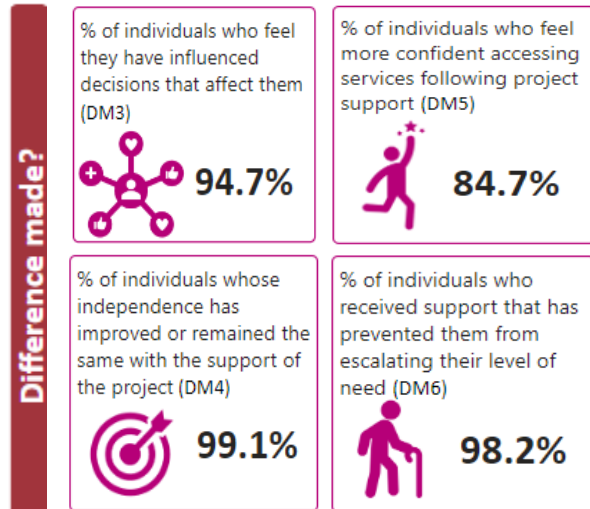 Difference made?
% of individuals who feel
they have influenced
decisions that affect them
(DM3)
94.7%
% of individuals who feel
more confident accessing
services following project
support (DM5)
84.7%
% of individuals whose
independence has
improved or remained the
same with the support of
the project (DM4)
99.1%
% of individuals who
received support that has
prevented them from
escalating their level of
need (DM6)
98.2%